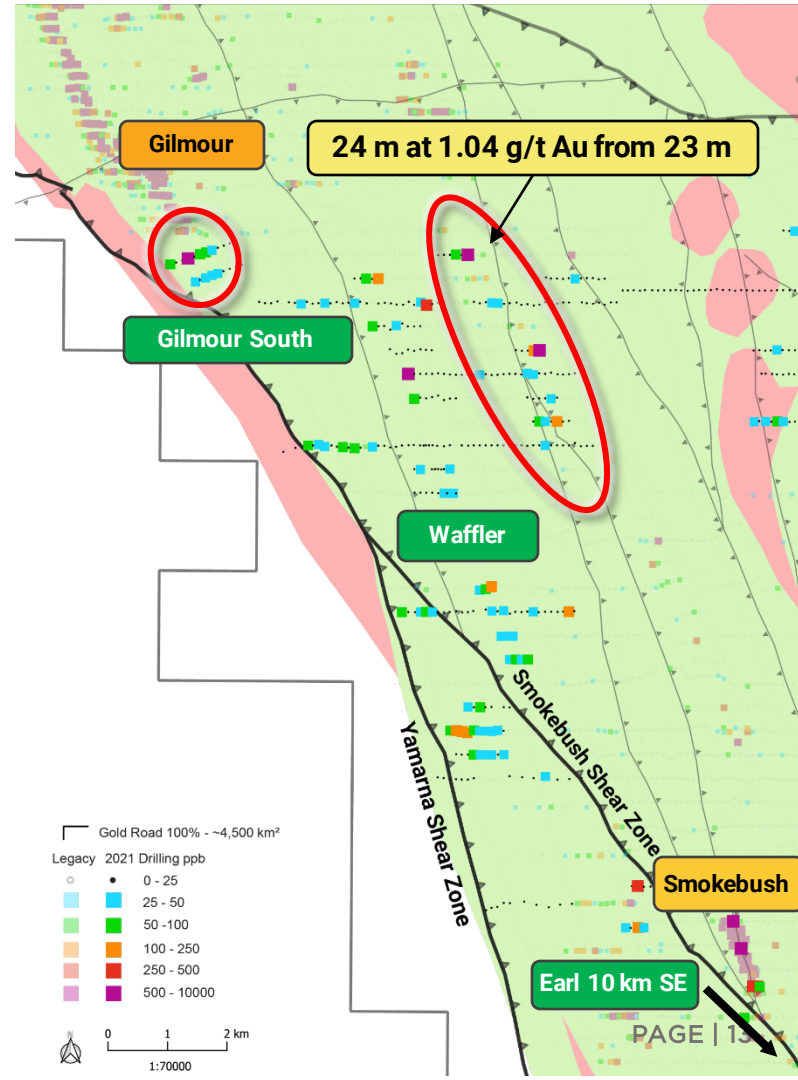 Gilmour
24 m at 1.04 g/t Au from 23 m
Gilmour South
Waffler
Smokebush Shear Zone
Yamarna Shear Zone
Smokebush
Earl 10 km SE
PAGE | 13
Gold Road 100% - ~4,500 km²
Legacy 2021 Drilling ppb
0 - 25
25 - 50
50 -100
100 - 250
250 - 500
500 - 10000
N
0 1 2 km
1:70000